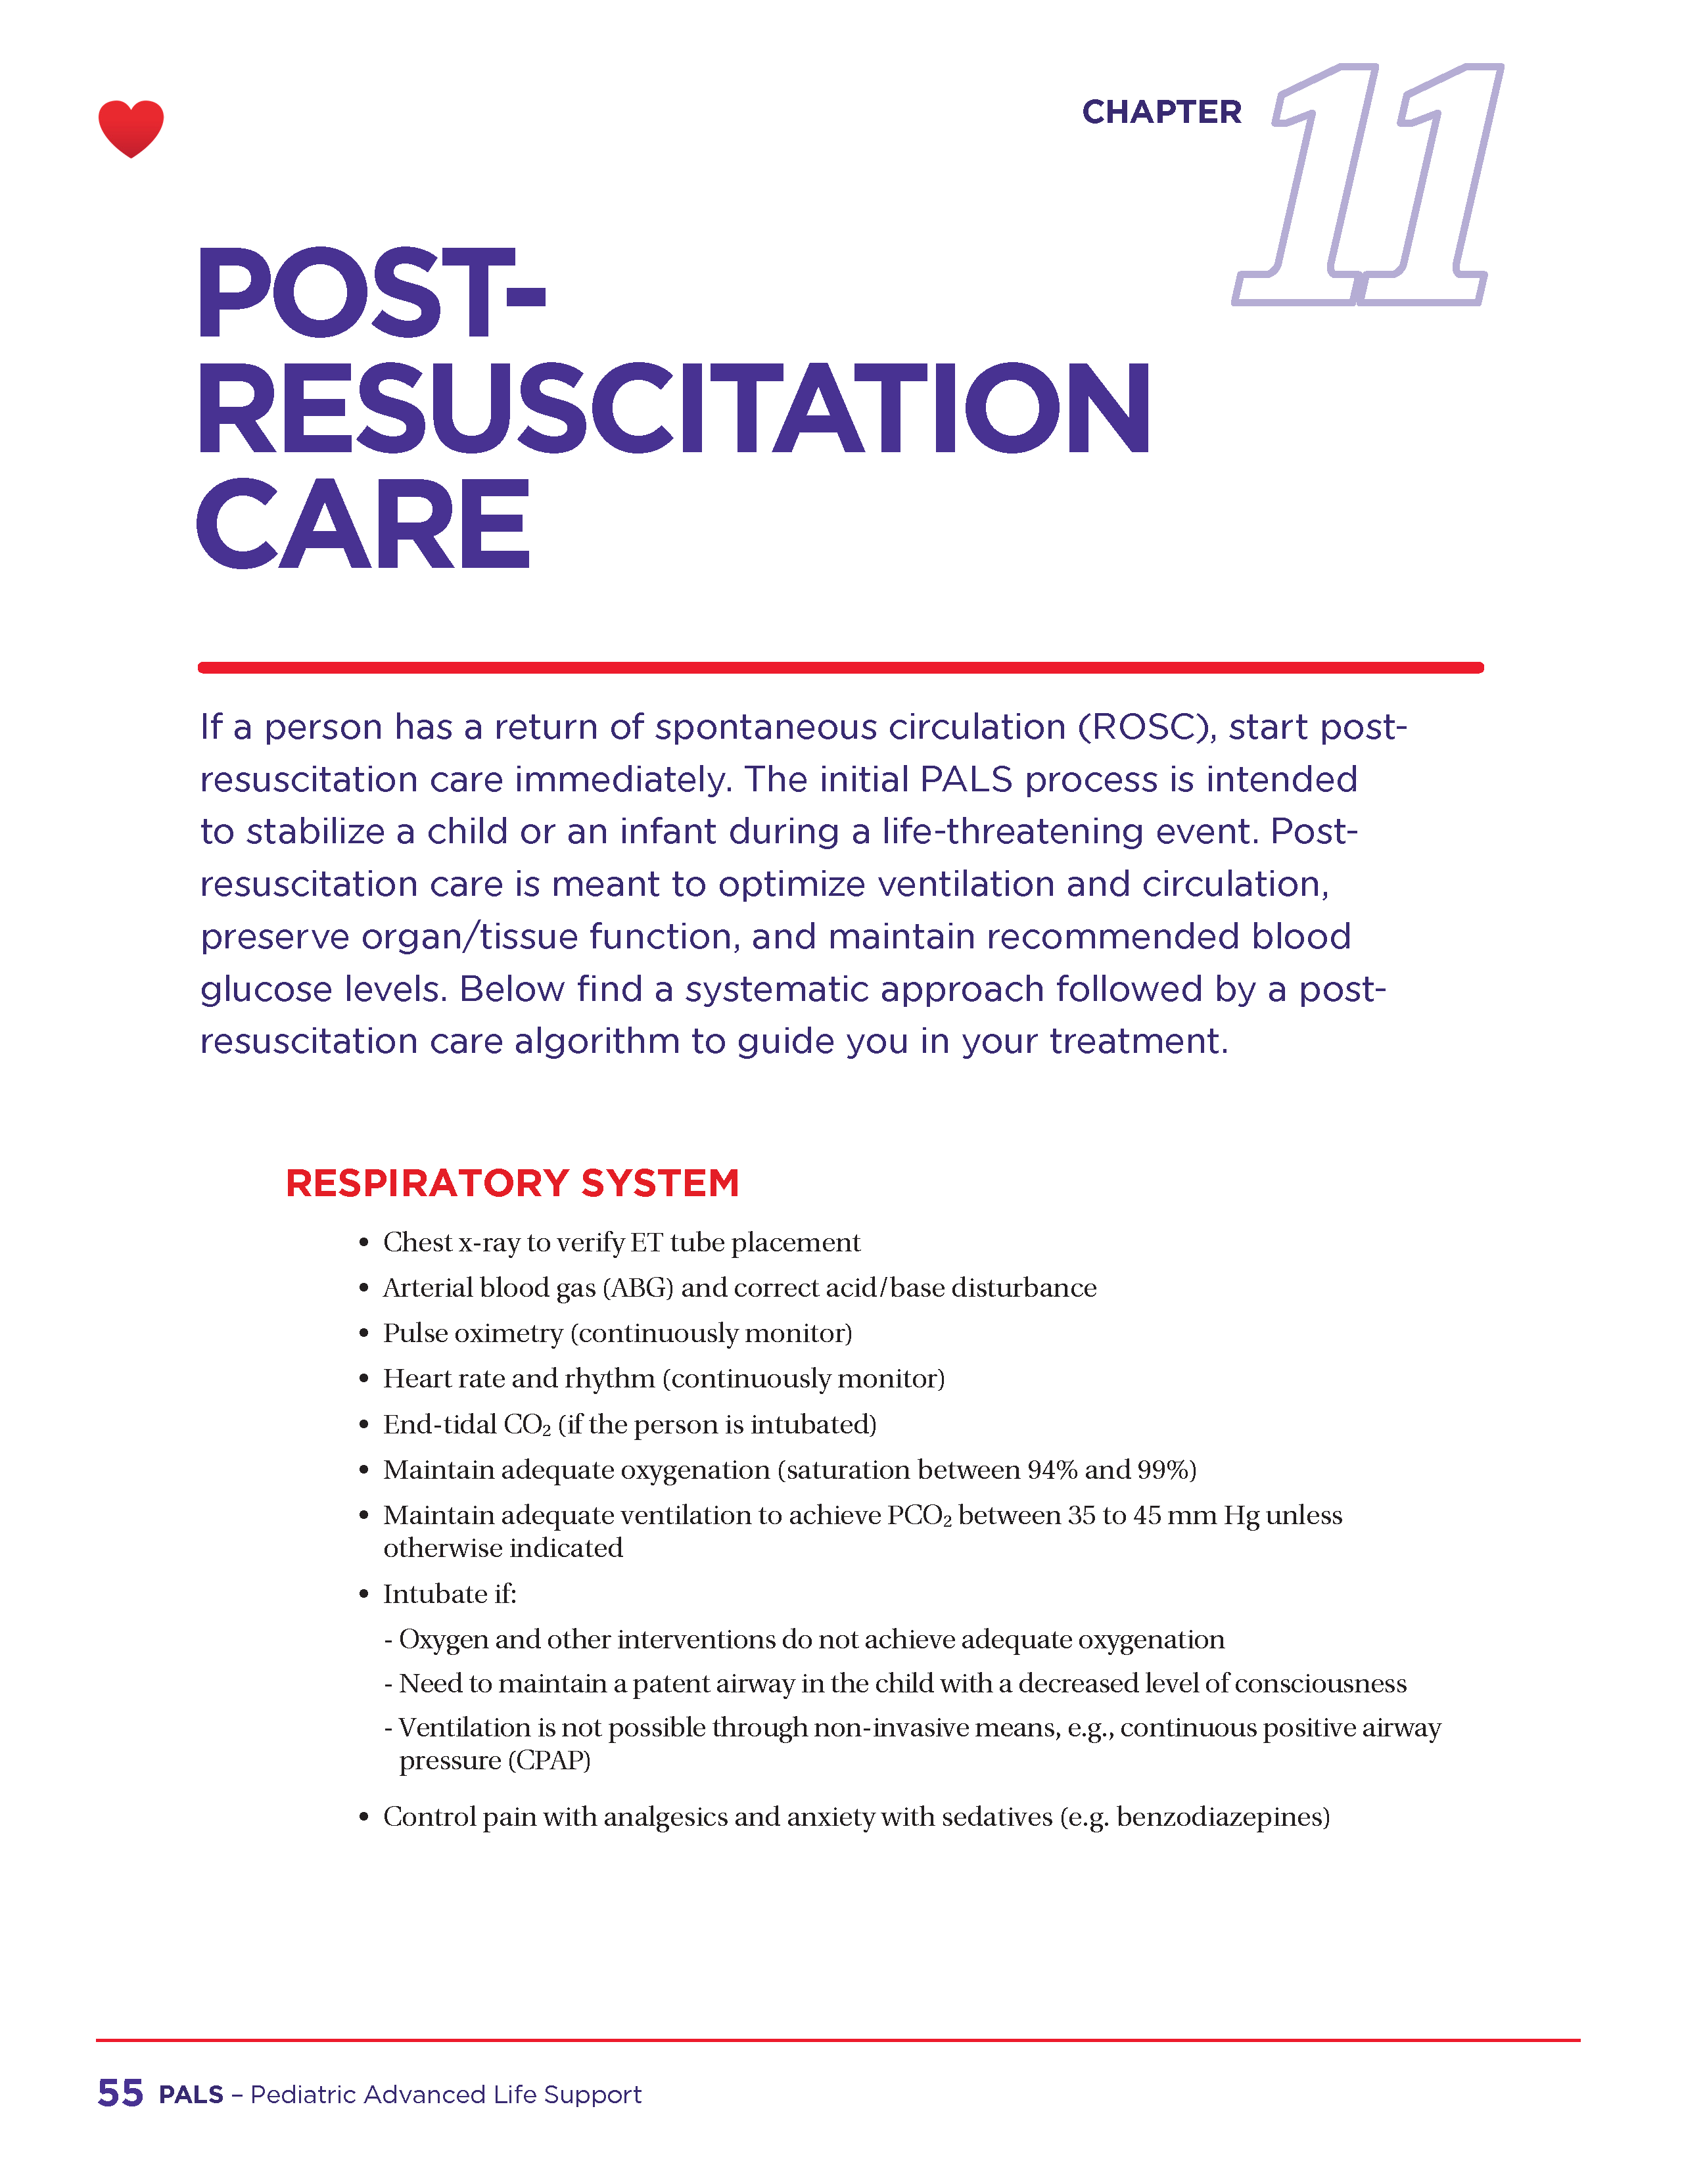 CHAPTER 11
POST-
RESUSCITATION
CARE
If a person has a return of spontaneous circulation (ROSC), start post-
resuscitation care immediately. The initial PALS process is intended
to stabilize a child or an infant during a life-threatening event. Post-
resuscitation care is meant to optimize ventilation and circulation,
preserve organ/tissue function, and maintain recommended blood
glucose levels. Below find a systematic approach followed by a post-
resuscitation care algorithm to guide you in your treatment.
RESPIRATORY SYSTEM
• Chest x-ray to verify ET tube placement
• Arterial blood gas (ABG) and correct acid/base disturbance
• Pulse oximetry (continuously monitor)
• Heart rate and rhythm (continuously monitor)
• End-tidal CO₂ (if the person is intubated)
• Maintain adequate oxygenation (saturation between 94% and 99%)
• Maintain adequate ventilation to achieve PCO₂ between 35 to 45 mm Hg unless
otherwise indicated
• Intubate if:
- Oxygen and other interventions do not achieve adequate oxygenation
- Need to maintain a patent airway in the child with a decreased level of consciousness
- Ventilation is not possible through non-invasive means, e.g., continuous positive airway
pressure (CPAP)
• Control pain with analgesics and anxiety with sedatives (e.g. benzodiazepines)
55 PALS – Pediatric Advanced Life Support